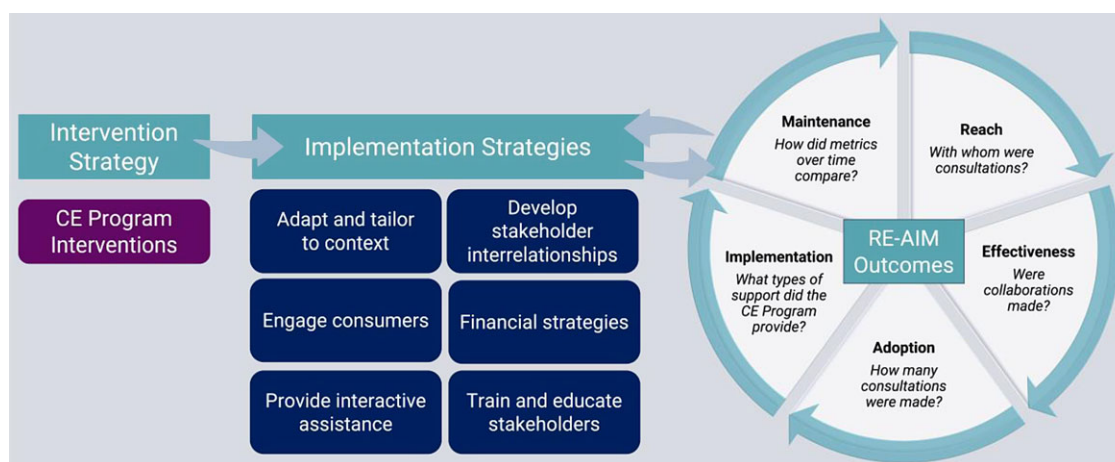 Intervention
Strategy
CE Program
Interventions
Implementation Strategies
Adapt and tailor
to context
Develop
stakeholder
interrelationships
Engage consumers
Financial strategies
Provide interactive
assistance
Train and educate
stakeholders
RE-AIM
Outcomes
Reach
With whom were
consultations?
Effectiveness
Were
collaborations
made?
Adoption
How many
consultations
were made?
Implementation
What types of
support did the
CE Program
provide?
Maintenance
How did metrics
over time
compare?